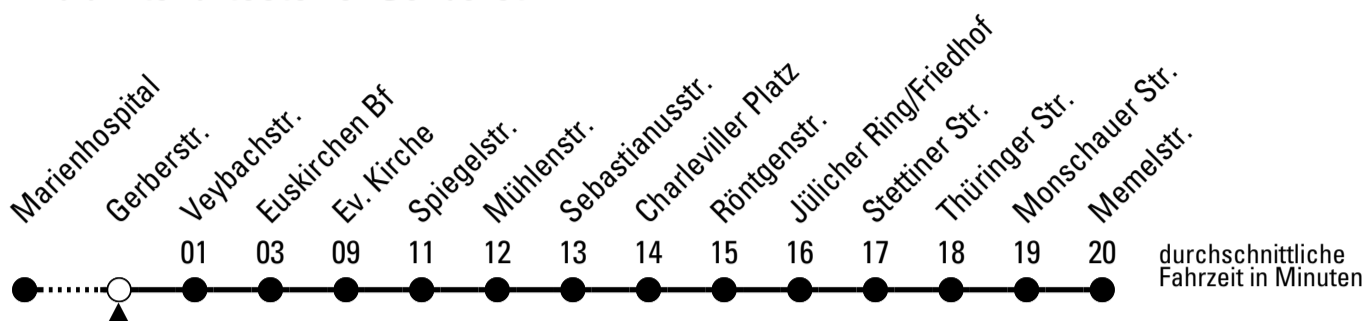 Marienhospital
Gerberstr.
Veybachstr.
Euskirchen Bf
Ev. Kirche
Spiegelstr.
Mühlenstr.
Sebastianusstr.
Charleviller Platz
Röntgenstr.
Jülicher Ring/Friedhof
Stettiner Str.
Thüringer Str.
Monschauer Str.
Memelstr.
01 03 09 11 12 13 14 15 16 17 18 19 20
durchschnittliche
Fahrzeit in Minuten